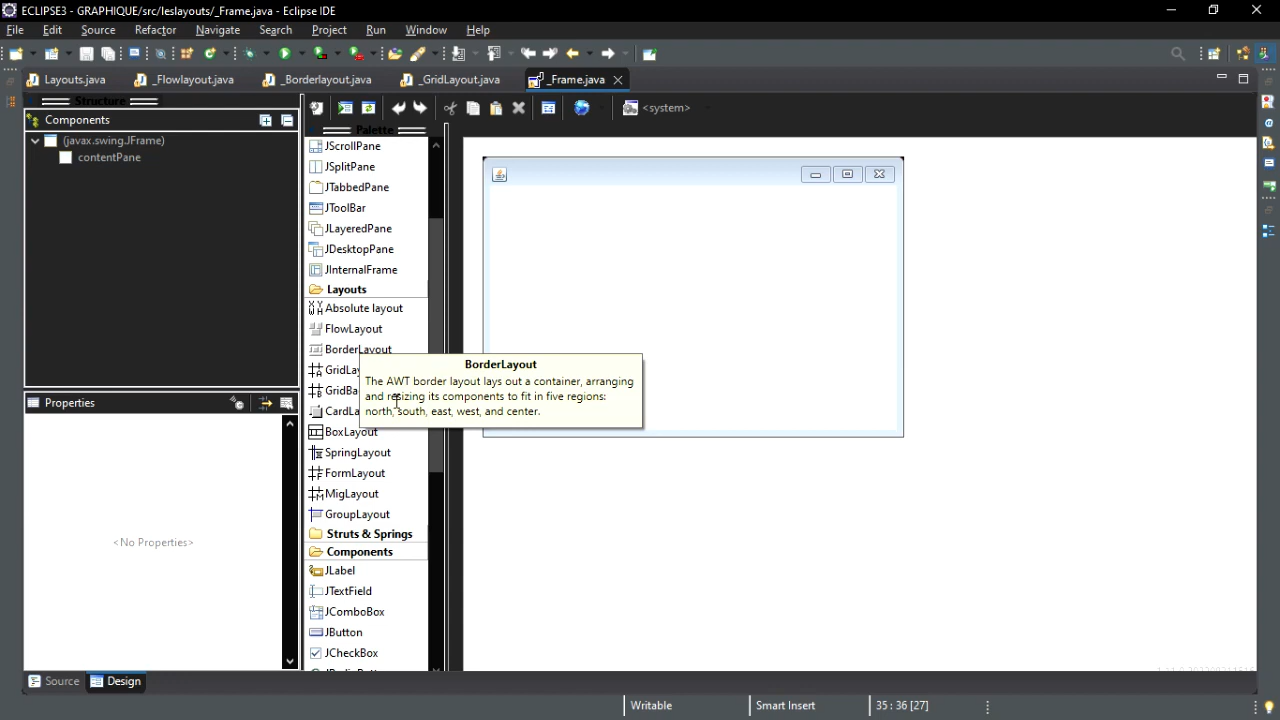 ECLIPSE3 - GRAPHIQUE/src/leslayouts/_Frame.java - Eclipse IDE
File Edit Source Refactor Navigate Search Project Run Window Help
Layouts.java _Flowlayout.java _Borderlayout.java _GridLayout.java _Frame.java
Structure
Components
(javax.swing.JFrame)
contentPane
Properties
<No Properties>
<system>
Palette
JScrollPane
JSplitPane
JTabbedPane
JToolBar
JLayeredPane
JDesktopPane
JInternalFrame
Layouts
Absolute layout
FlowLayout
BorderLayout
GridLay
GridBa
CardLa
BoxLayout
SpringLayout
FormLayout
MigLayout
GroupLayout
Struts & Springs
Components
JLabel
JTextField
JComboBox
JButton
JCheckBox
BorderLayout
The AWT border layout lays out a container, arranging
and resizing its components to fit in five regions:
north, south, east, west, and center.
Source Design
Writable Smart Insert 35 : 36 [27]